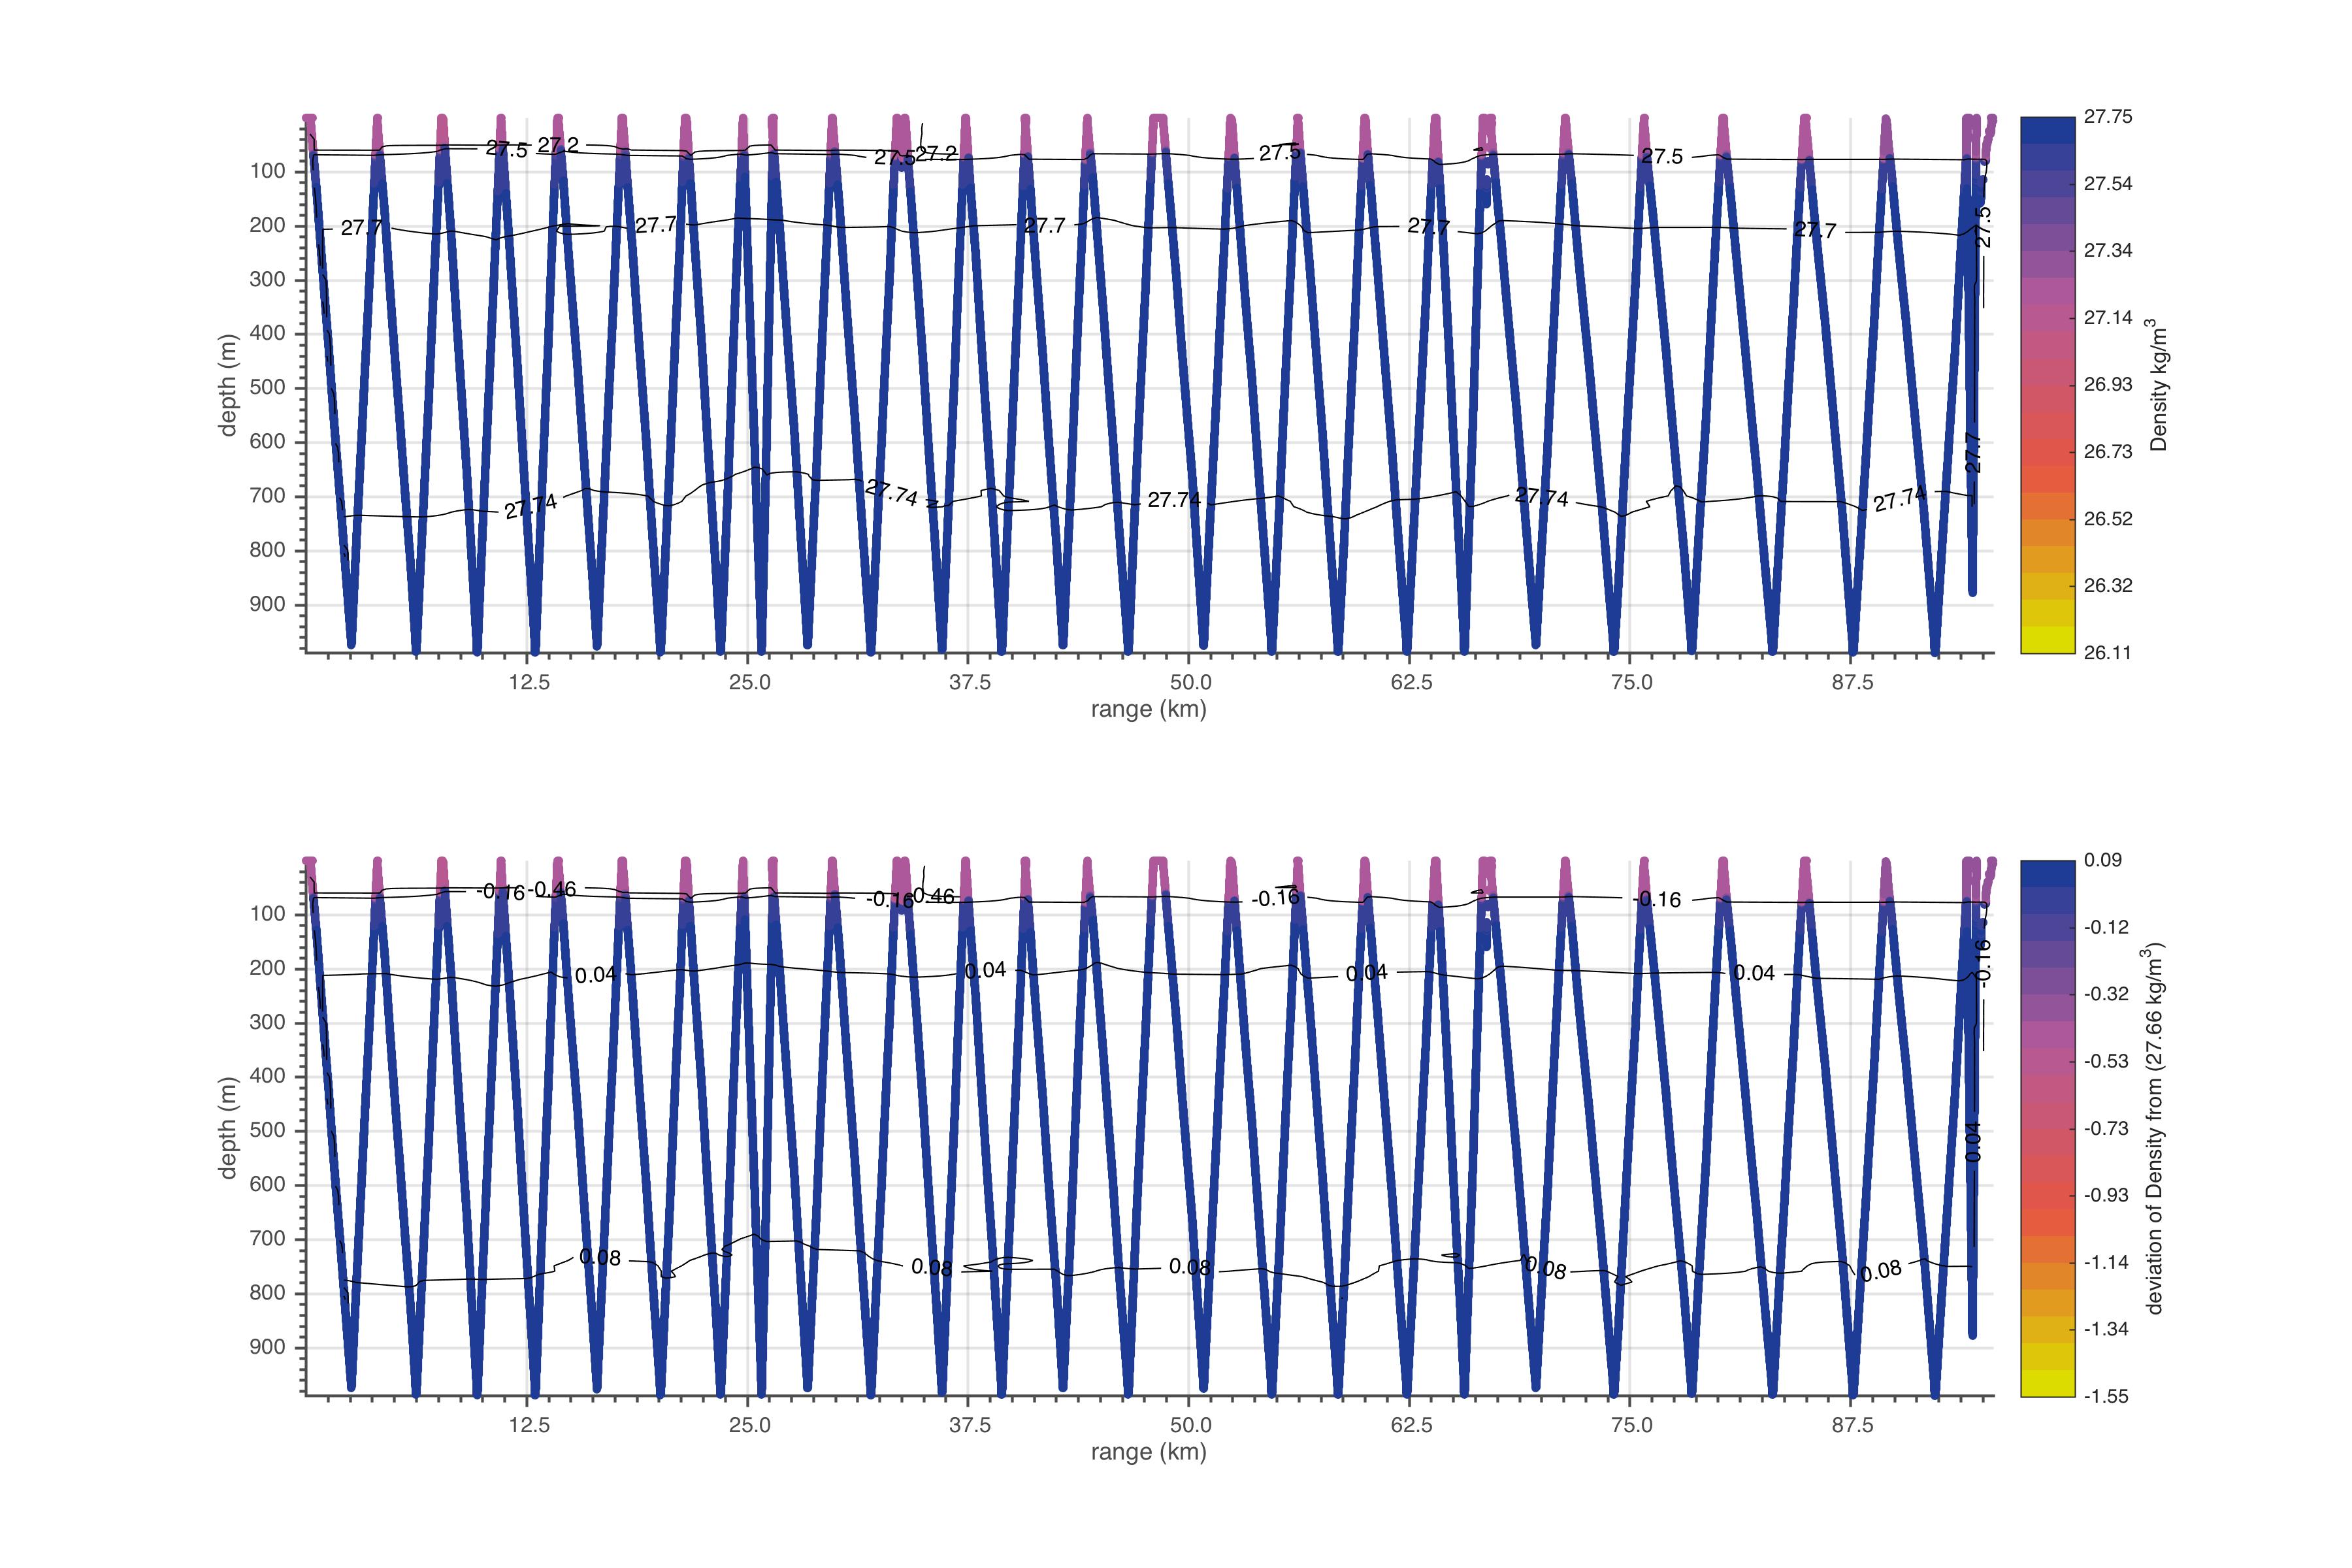 27.5 27.2 27.5 27.2 27.5 27.5
27.7 27.7 27.7 27.7 27.7 27.5
27.74 27.74 27.74 27.74 27.74 27.7
100
200
300
400
500
600
700
800
900
depth (m)
12.5 25.0 37.5 50.0 62.5 75.0 87.5
range (km)
27.75
27.54
27.34
27.14
26.93
26.73
26.52
26.32
26.11
Density kg/m3
-0.16 -0.46 -0.16 -0.46 -0.16 -0.16
0.04 0.04 0.04 0.04 -0.16
0.04
0.08 0.08 0.08 0.08 0.08
100
200
300
400
500
600
700
800
900
depth (m)
12.5 25.0 37.5 50.0 62.5 75.0 87.5
range (km)
0.09
-0.12
-0.32
-0.53
-0.73
-0.93
-1.14
-1.34
-1.55
deviation of Density from (27.66 kg/m3)